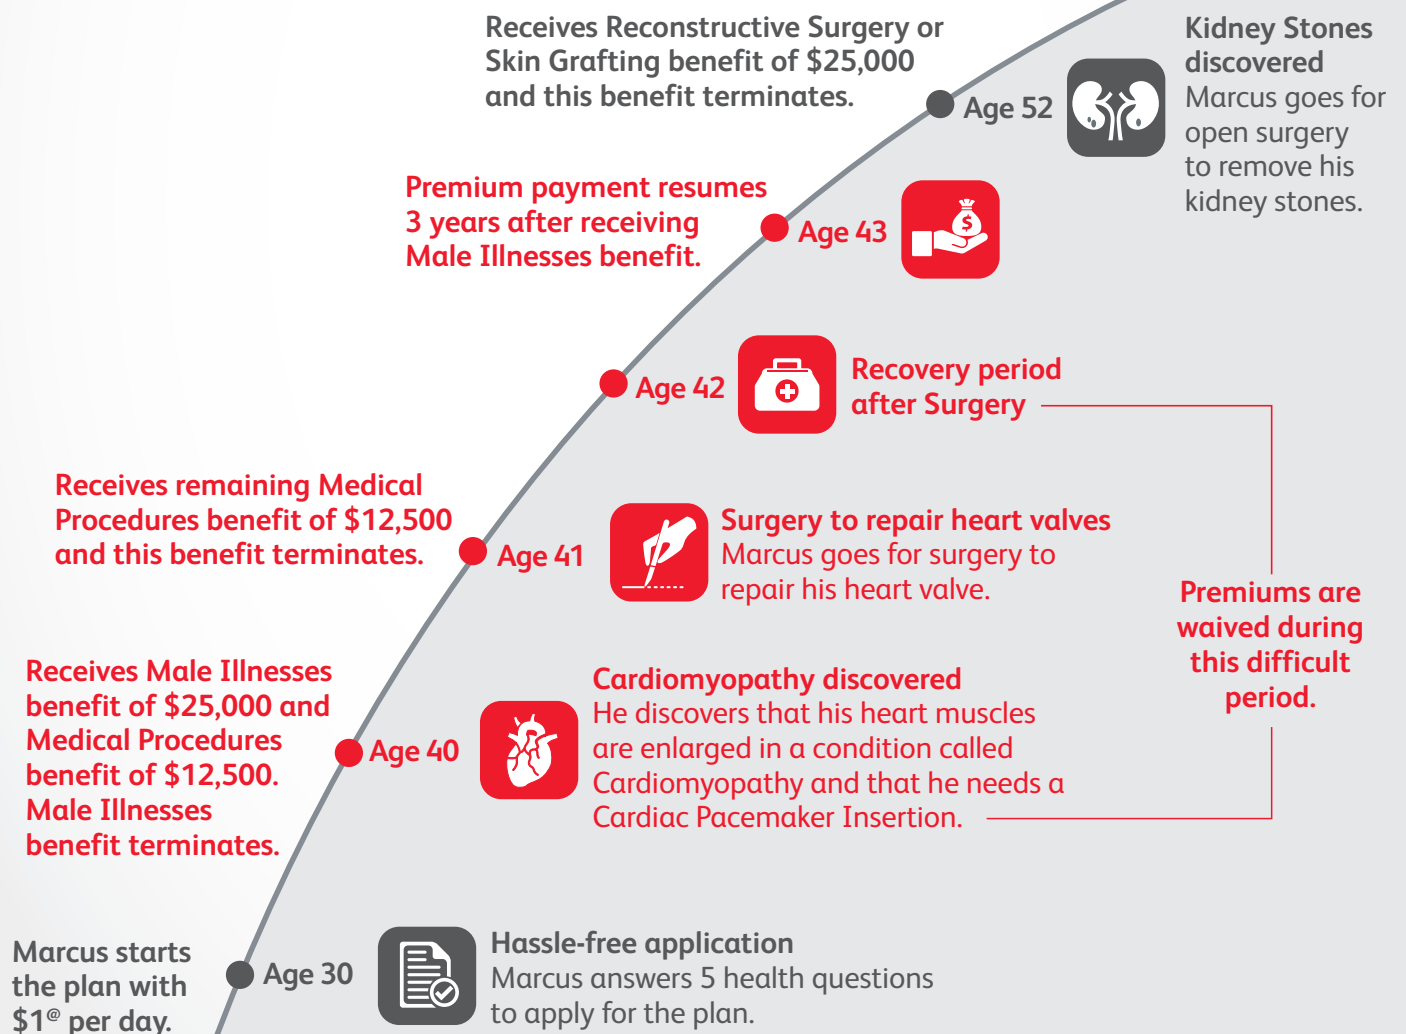 Receives Reconstructive Surgery or
Skin Grafting benefit of $25,000
and this benefit terminates.
Age 52
Kidney Stones
discovered
Marcus goes for
open surgery
to remove his
kidney stones.
Premium payment resumes
3 years after receiving
Male Illnesses benefit.
Age 43
$
Age 42
Recovery period
after Surgery
Receives remaining Medical
Procedures benefit of $12,500
and this benefit terminates.
Age 41
Surgery to repair heart valves
Marcus goes for surgery to
repair his heart valve.
Premiums are
waived during
this difficult
period.
Receives Male Illnesses
benefit of $25,000 and
Medical Procedures
benefit of $12,500.
Male Illnesses
benefit terminates.
Age 40
Cardiomyopathy discovered
He discovers that his heart muscles
are enlarged in a condition called
Cardiomyopathy and that he needs a
Cardiac Pacemaker Insertion.
Marcus starts
the plan with
$1@ per day.
Age 30
Hassle-free application
Marcus answers 5 health questions
to apply for the plan.